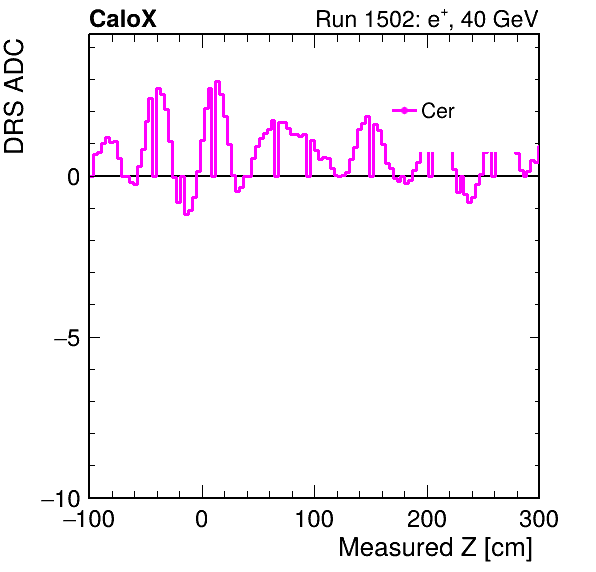 CaloX Run 1502: e+, 40 GeV
DRS ADC
Cer
0
−5
−10
−100 0 100 200 300
Measured Z [cm]